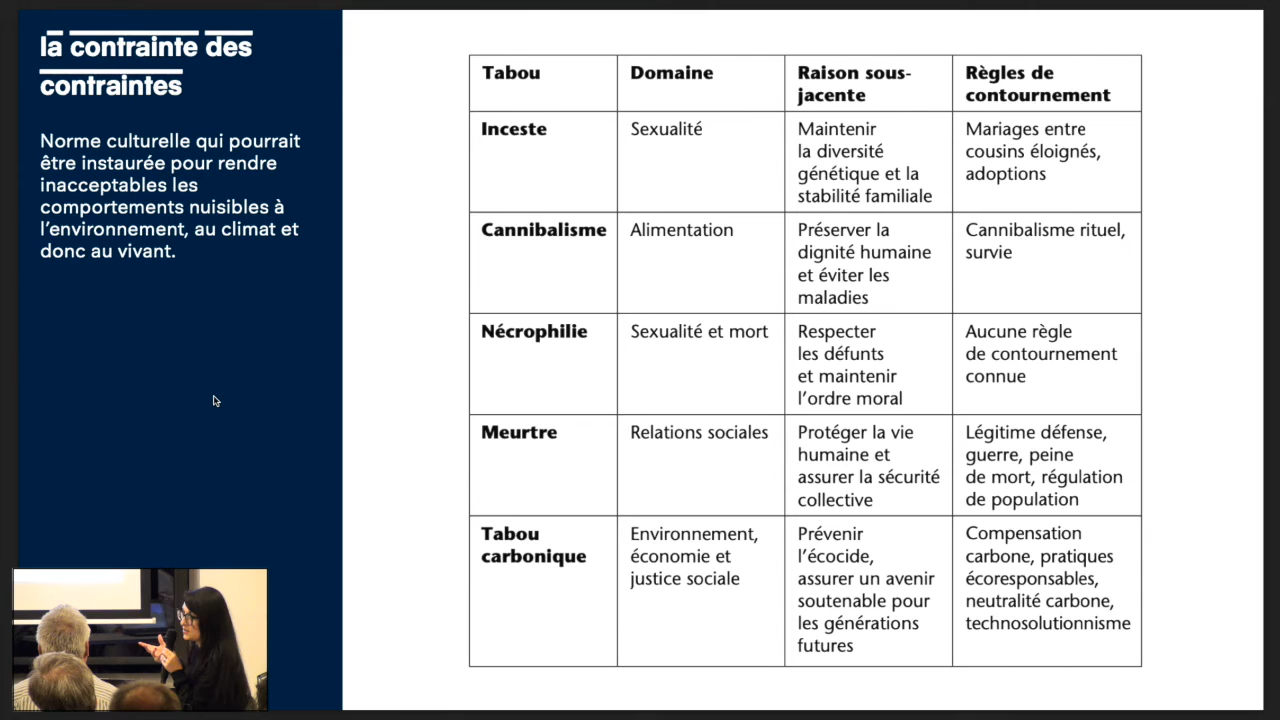 la contrainte des
contraintes
Norme culturelle qui pourrait
être instaurée pour rendre
inacceptables les
comportements nuisibles à
l'environnement, au climat et
donc au vivant.
Tabou
Domaine
Raison sous-
jacente
Règles de
contournement
Inceste
Sexualité
Maintenir
la diversité
génétique et la
stabilité familiale
Mariages entre
cousins éloignés,
adoptions
Cannibalisme
Alimentation
Préserver la
dignité humaine
et éviter les
maladies
Cannibalisme rituel,
survie
Nécrophilie
Sexualité et mort
Respecter
les défunts
et maintenir
l'ordre moral
Aucune règle
de contournement
connue
Meurtre
Relations sociales
Protéger la vie
humaine et
assurer la sécurité
collective
Légitime défense,
guerre, peine
de mort, régulation
de population
Tabou
carbonique
Environnement,
économie et
justice sociale
Prévenir
l'écocide,
assurer un avenir
soutenable pour
les générations
futures
Compensation
carbone, pratiques
écoresponsables,
neutralité carbone,
technosolutionnisme